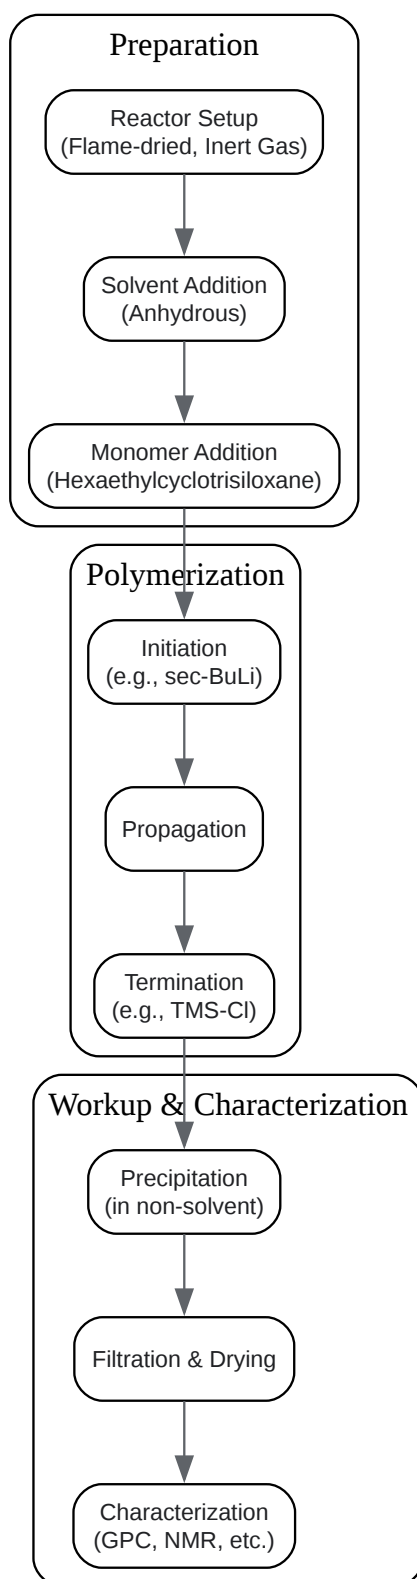 Preparation
Reactor Setup
(Flame-dried, Inert Gas)
Solvent Addition
(Anhydrous)
Monomer Addition
(Hexaethylcyclotrisiloxane)
Polymerization
Initiation
(e.g., sec-BuLi)
Propagation
Termination
(e.g., TMS-Cl)
Workup & Characterization
Precipitation
(in non-solvent)
Filtration & Drying
Characterization
(GPC, NMR, etc.)